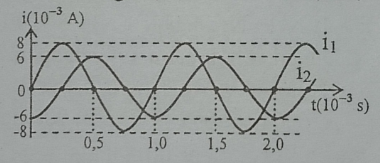 i(10⁻³ A)
8
6
i₁
i₂
0
t(10⁻³ s)
-6
-8
0,5
1,0
1,5
2,0